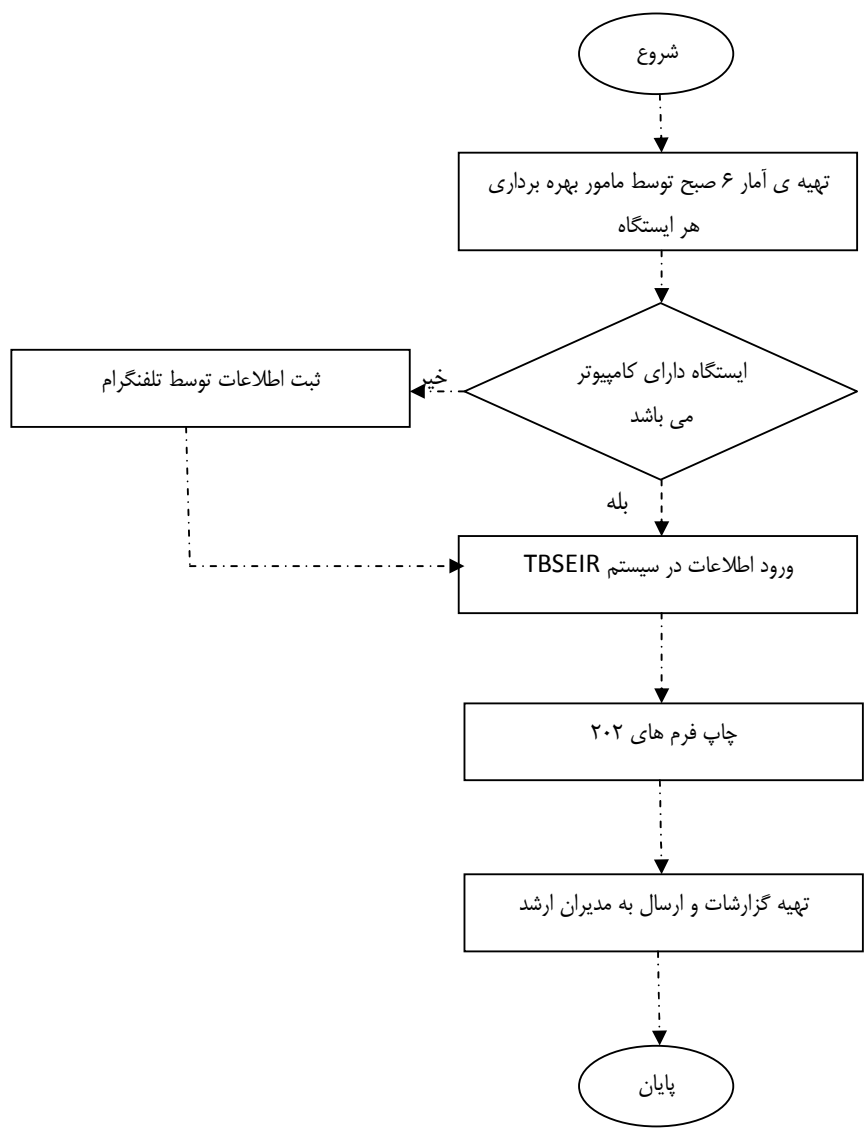 شروع
تهیه ی آمار ۶ صبح توسط مامور بهره برداری
هر ایستگاه
ایستگاه دارای کامپیوتر
می باشد
خیر
ثبت اطلاعات توسط تلفنگرام
بله
ورود اطلاعات در سیستم TBSEIR
چاپ فرم های ۲۰۲
تهیه گزارشات و ارسال به مدیران ارشد
پایان